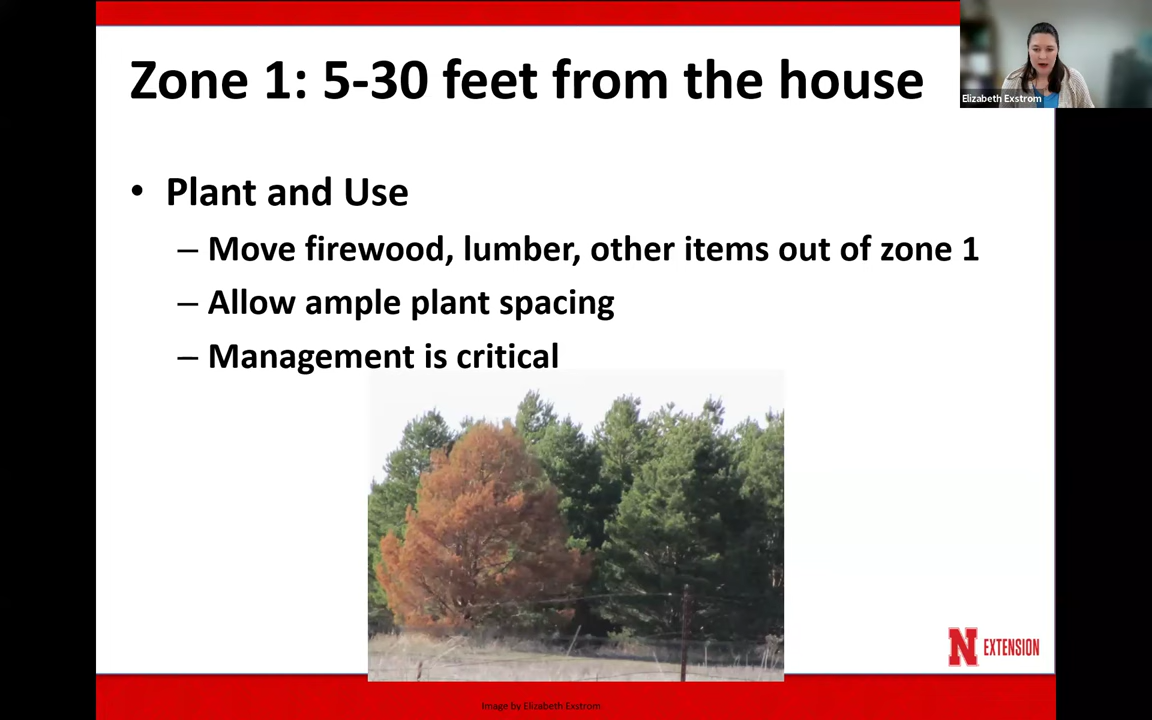 Zone 1: 5-30 feet from the house
Elizabeth Exstrom
• Plant and Use
– Move firewood, lumber, other items out of zone 1
– Allow ample plant spacing
– Management is critical
N EXTENSION
Image by Elizabeth Exstrom